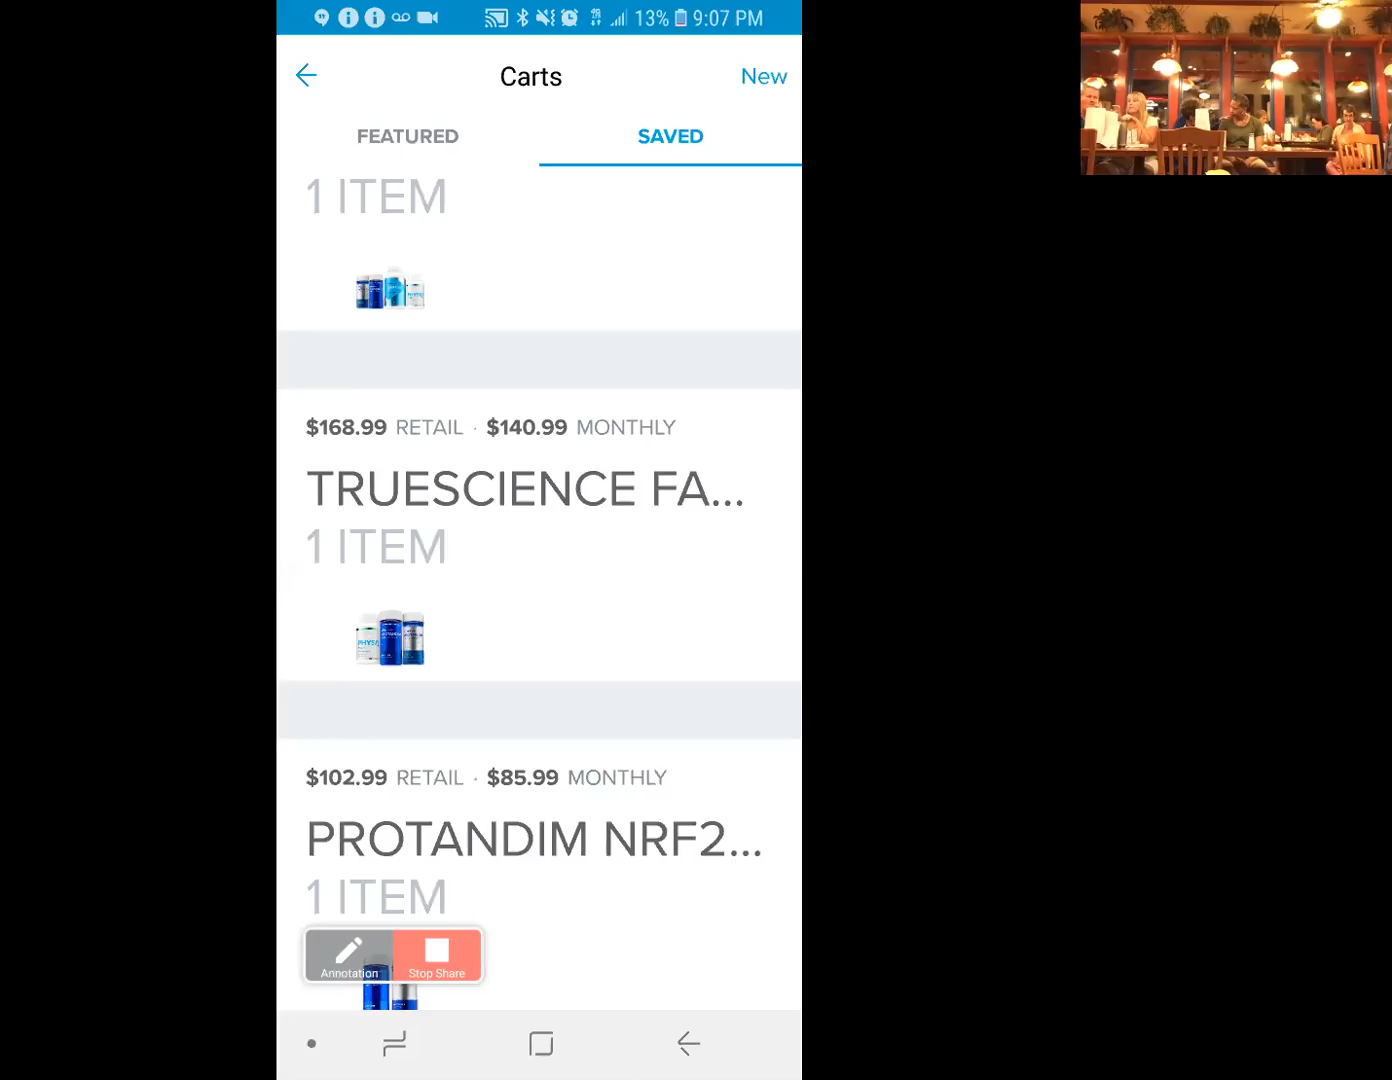 13% 9:07 PM
Carts
New
FEATURED
SAVED
1 ITEM
$168.99 RETAIL · $140.99 MONTHLY
TRUESCIENCE FA...
1 ITEM
$102.99 RETAIL · $85.99 MONTHLY
PROTANDIM NRF2...
1 ITEM
Annotation
Stop Share